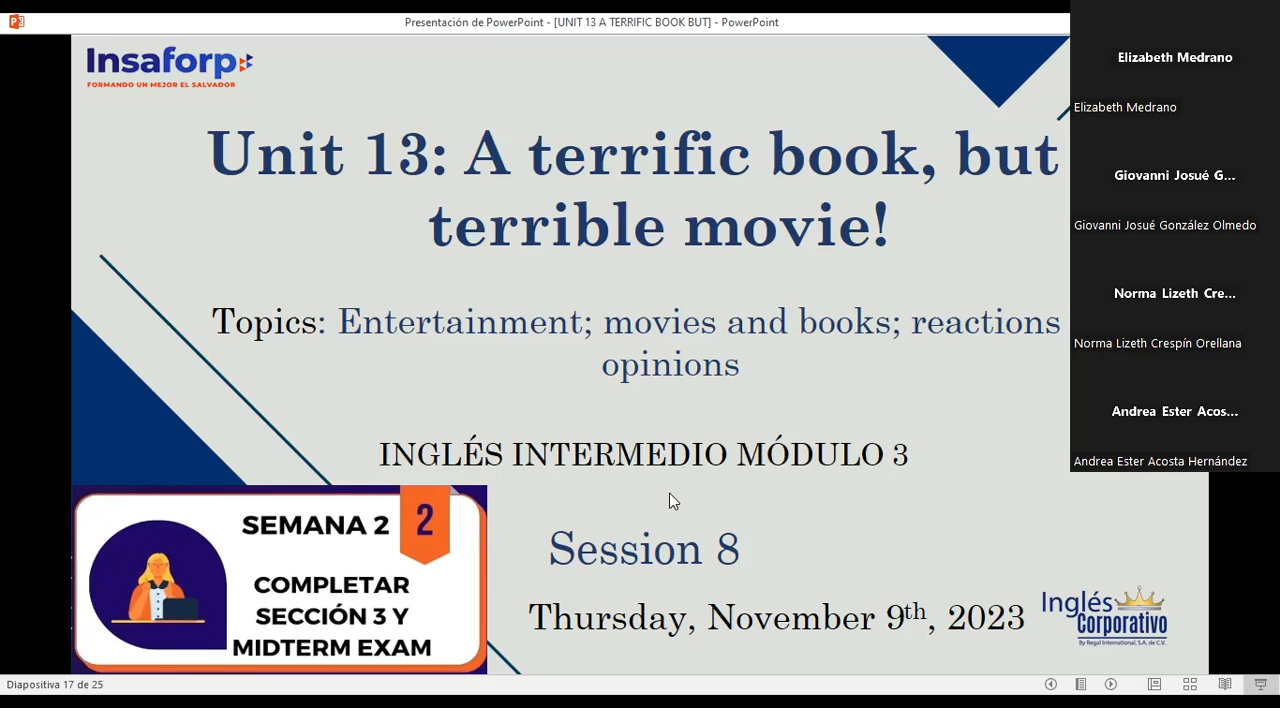 Presentación de PowerPoint - [UNIT 13 A TERRIFIC BOOK BUT] - PowerPoint
Insaforp
FORMANDO UN MEJOR EL SALVADOR
Unit 13: A terrific book, but
terrible movie!
Topics: Entertainment; movies and books; reactions
opinions
INGLÉS INTERMEDIO MÓDULO 3
SEMANA 2
2
COMPLETAR
SECCIÓN 3 Y
MIDTERM EXAM
Session 8
Thursday, November 9th, 2023
Inglés
Corporativo
By Regal International, S.A. de C.V.
Elizabeth Medrano
Elizabeth Medrano
Giovanni Josué G...
Giovanni Josué González Olmedo
Norma Lizeth Cre...
Norma Lizeth Crespín Orellana
Andrea Ester Acos...
Andrea Ester Acosta Hernández
Diapositiva 17 de 25